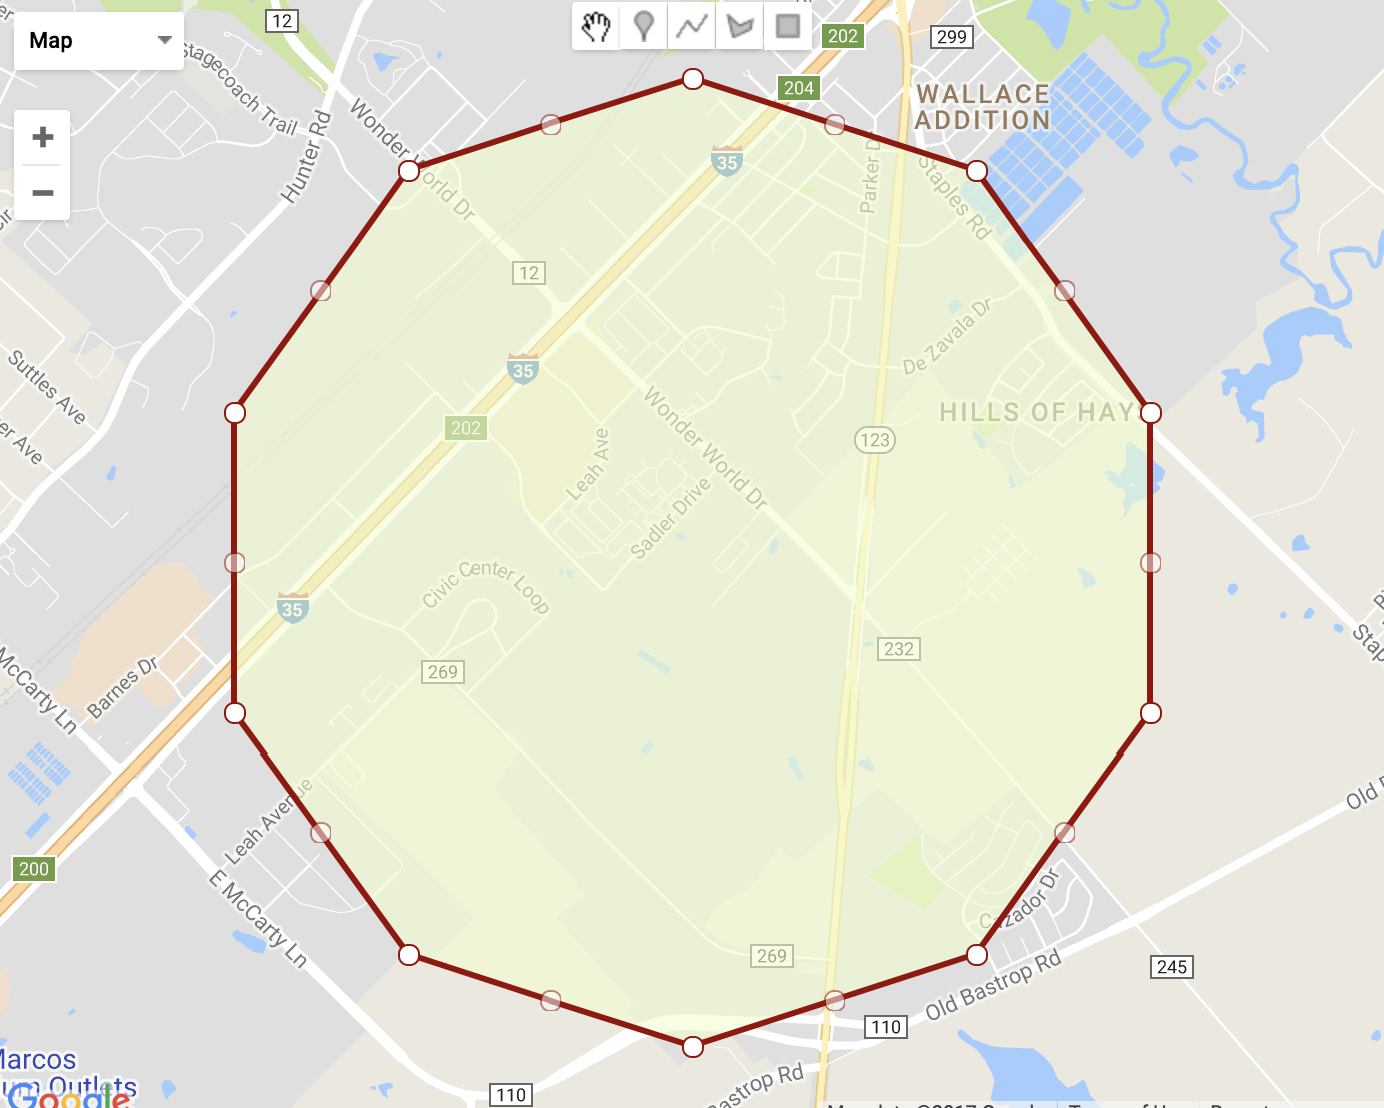 Map
12
202
299
204
WALLACE
ADDITION
Stagecoach Trail
Hunter Rd
Wonder World Dr
35
Parker D
Staples Rd
12
De Zavala Dr
35
Suttles Ave
er Ave
HILLS OF HAYS
202
123
Wonder World Dr
Leah Ave
Sadler Drive
Civic Center Loop
35
232
269
McCarty Ln
Barnes Dr
Stap
Old B
Leah Avenue
200
E McCarty Ln
Cazador Dr
269
245
Old Bastrop Rd
110
110
Bastrop Rd
Marcos
um Outlets
Google